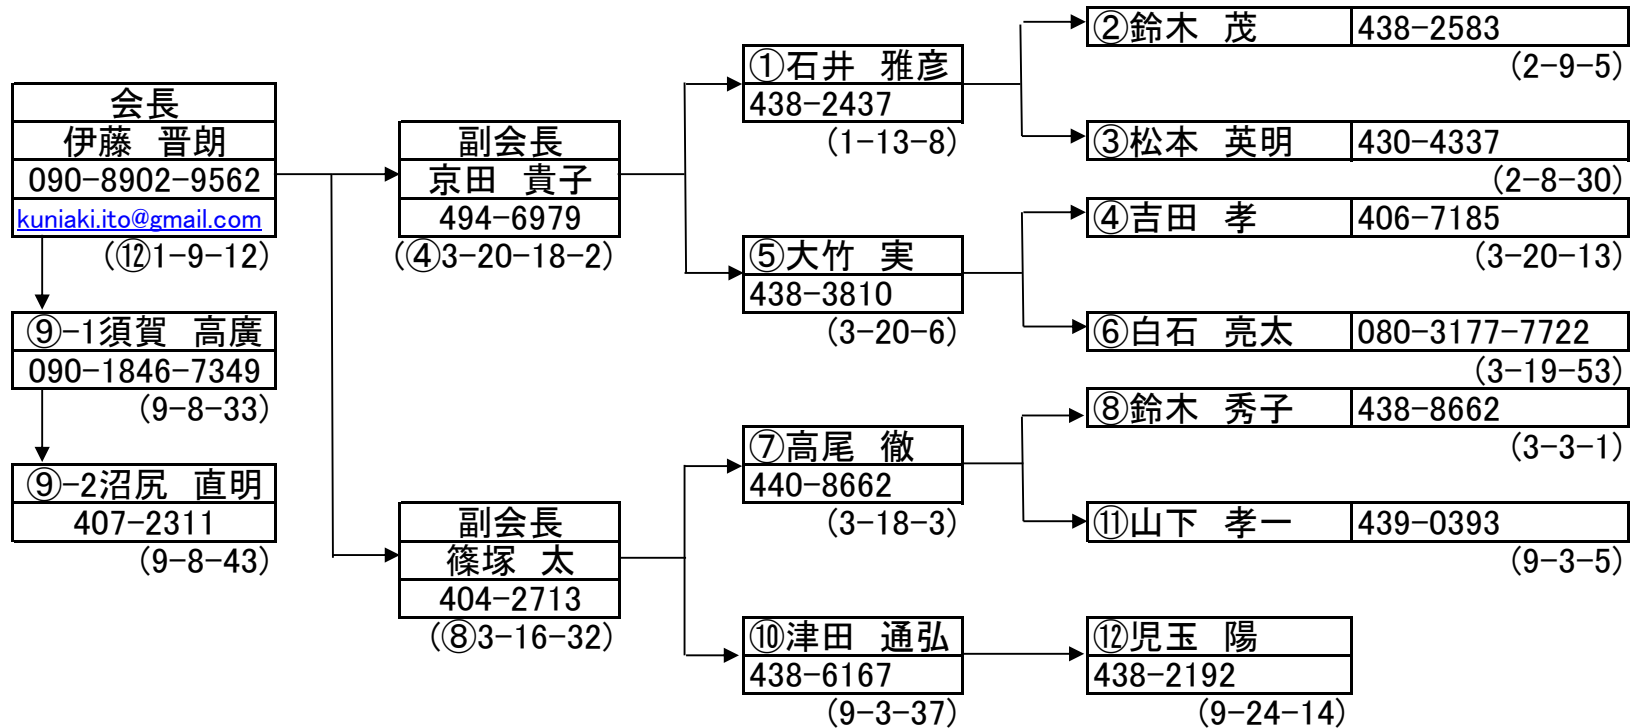 会長
伊藤　晋朗
090-8902-9562
kuniaki.ito@gmail.com
(⑫1-9-12)
⑨-1須賀　高廣
090-1846-7349
(9-8-33)
⑨-2沼尻　直明
407-2311
(9-8-43)
副会長
京田　貴子
494-6979
(④3-20-18-2)
副会長
篠塚　太
404-2713
(⑧3-16-32)
①石井　雅彦
438-2437
(1-13-8)
⑤大竹　実
438-3810
(3-20-6)
⑦高尾　徹
440-8662
(3-18-3)
⑩津田　通弘
438-6167
(9-3-37)
②鈴木　茂 438-2583
(2-9-5)
③松本　英明 430-4337
(2-8-30)
④吉田　孝 406-7185
(3-20-13)
⑥白石　亮太 080-3177-7722
(3-19-53)
⑧鈴木　秀子 438-8662
(3-3-1)
⑪山下　孝一 439-0393
(9-3-5)
⑫児玉　陽
438-2192
(9-24-14)